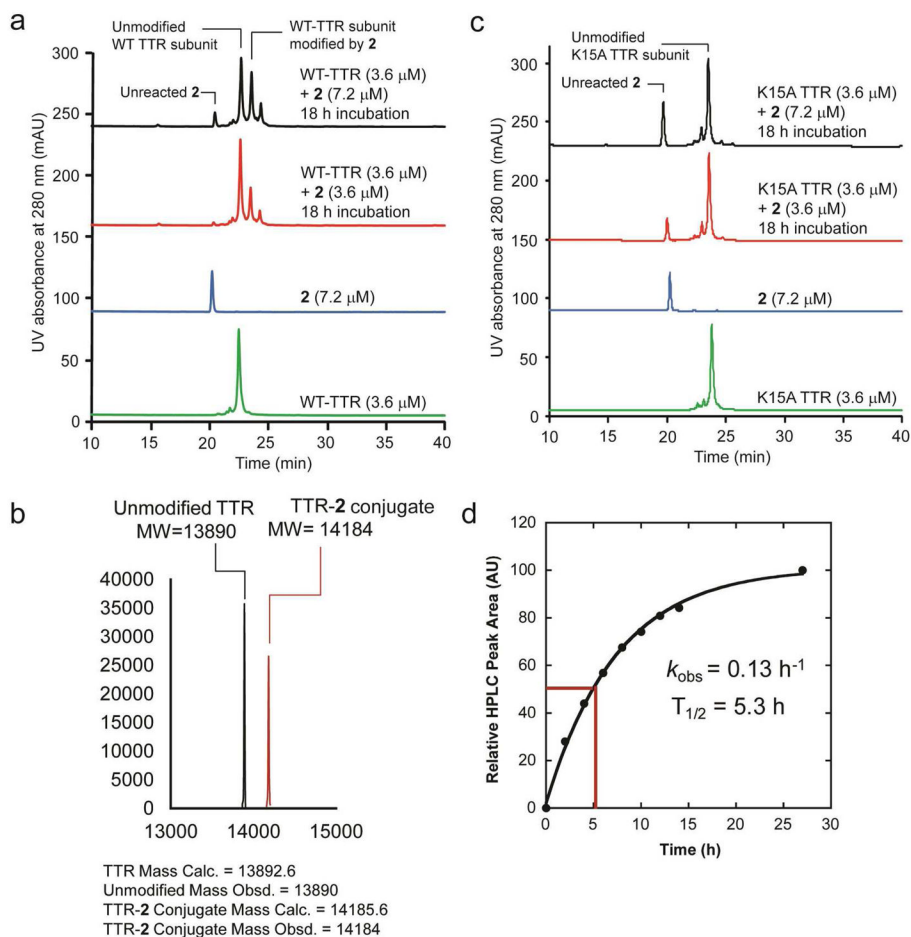 a
Unmodified
WT TTR subunit
WT-TTR subunit
modified by 2
Unreacted 2
WT-TTR (3.6 µM)
+ 2 (7.2 µM)
18 h incubation
WT-TTR (3.6 µM)
+ 2 (3.6 µM)
18 h incubation
2 (7.2 µM)
WT-TTR (3.6 µM)
UV absorbance at 280 nm (mAU)
300
250
200
150
100
50
0
10 15 20 25 30 35 40
Time (min)
c
Unmodified
K15A TTR subunit
Unreacted 2
K15A TTR (3.6 µM)
+ 2 (7.2 µM)
18 h incubation
K15A TTR (3.6 µM)
+ 2 (3.6 µM)
18 h incubation
2 (7.2 µM)
K15A TTR (3.6 µM)
UV absorbance at 280 nm (mAU)
300
250
200
150
100
50
0
10 15 20 25 30 35 40
Time (min)
b
Unmodified TTR
MW=13890
TTR-2 conjugate
MW= 14184
40000
35000
30000
25000
20000
15000
10000
5000
0
13000 14000 15000
TTR Mass Calc. = 13892.6
Unmodified Mass Obsd. = 13890
TTR-2 Conjugate Mass Calc. = 14185.6
TTR-2 Conjugate Mass Obsd. = 14184
d
Relative HPLC Peak Area (AU)
120
100
80
60
40
20
0
kobs = 0.13 h-1
T1/2 = 5.3 h
0 5 10 15 20 25 30
Time (h)